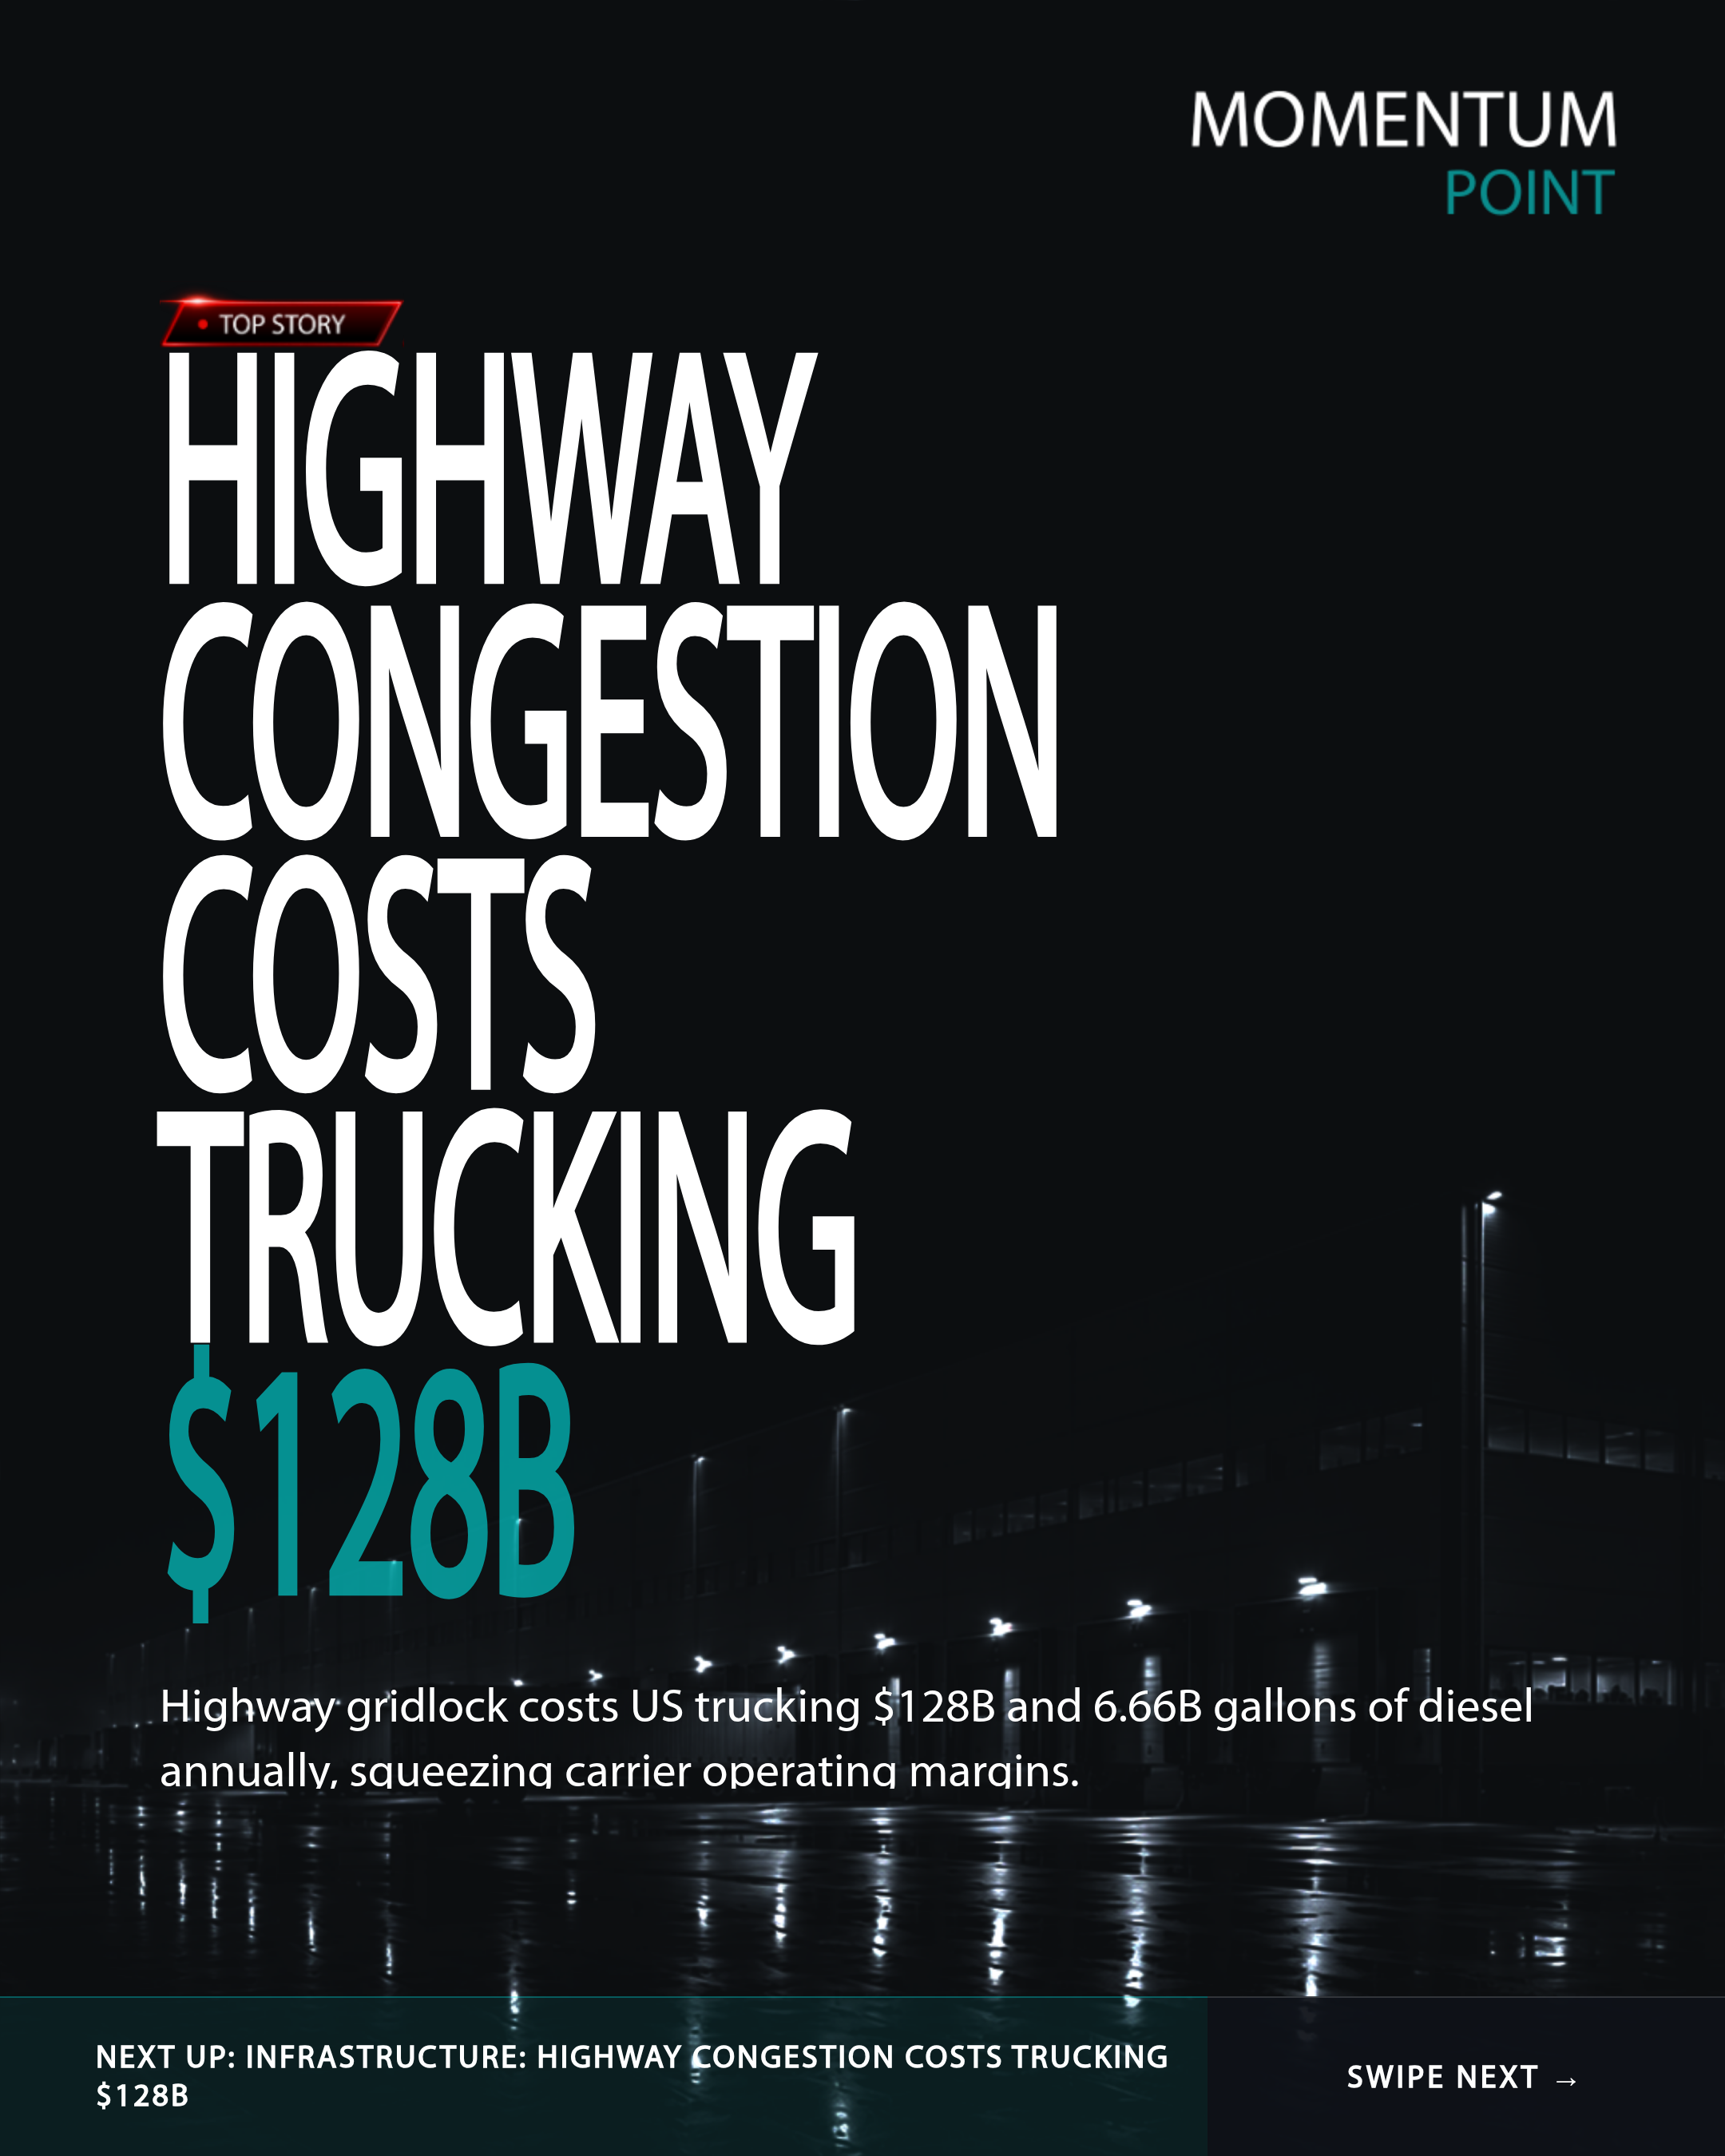 MOMENTUM
POINT
TOP STORY
HIGHWAY
CONGESTION
COSTS
TRUCKING
$128B
Highway gridlock costs US trucking $128B and 6.66B gallons of diesel
annually, squeezing carrier operating margins.
NEXT UP: INFRASTRUCTURE: HIGHWAY CONGESTION COSTS TRUCKING
$128B
SWIPE NEXT →